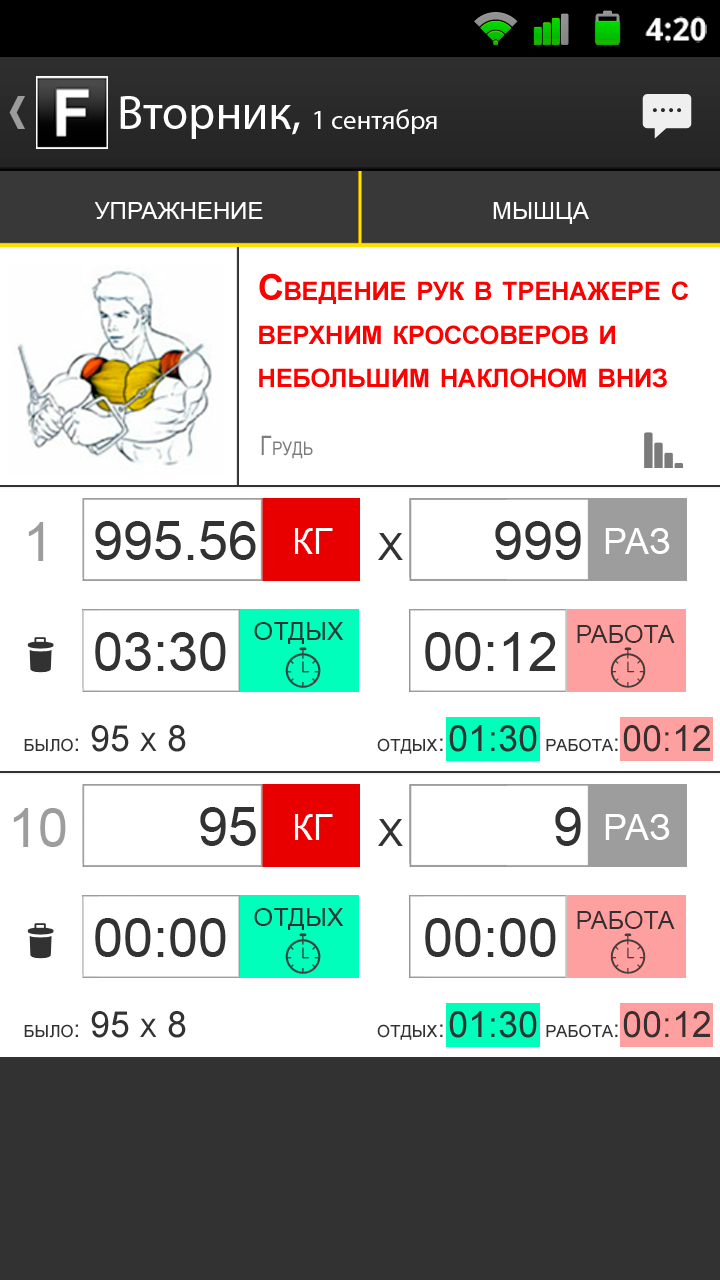 4:20
F Вторник, 1 сентября
УПРАЖНЕНИЕ МЫШЦА
Сведение рук в тренажере с
верхним кроссоверов и
небольшим наклоном вниз
Грудь
1 995.56 КГ X 999 РАЗ
03:30 ОТДЫХ 00:12 РАБОТА
было: 95 х 8 отдых: 01:30 работа: 00:12
10 95 КГ X 9 РАЗ
00:00 ОТДЫХ 00:00 РАБОТА
было: 95 х 8 отдых: 01:30 работа: 00:12